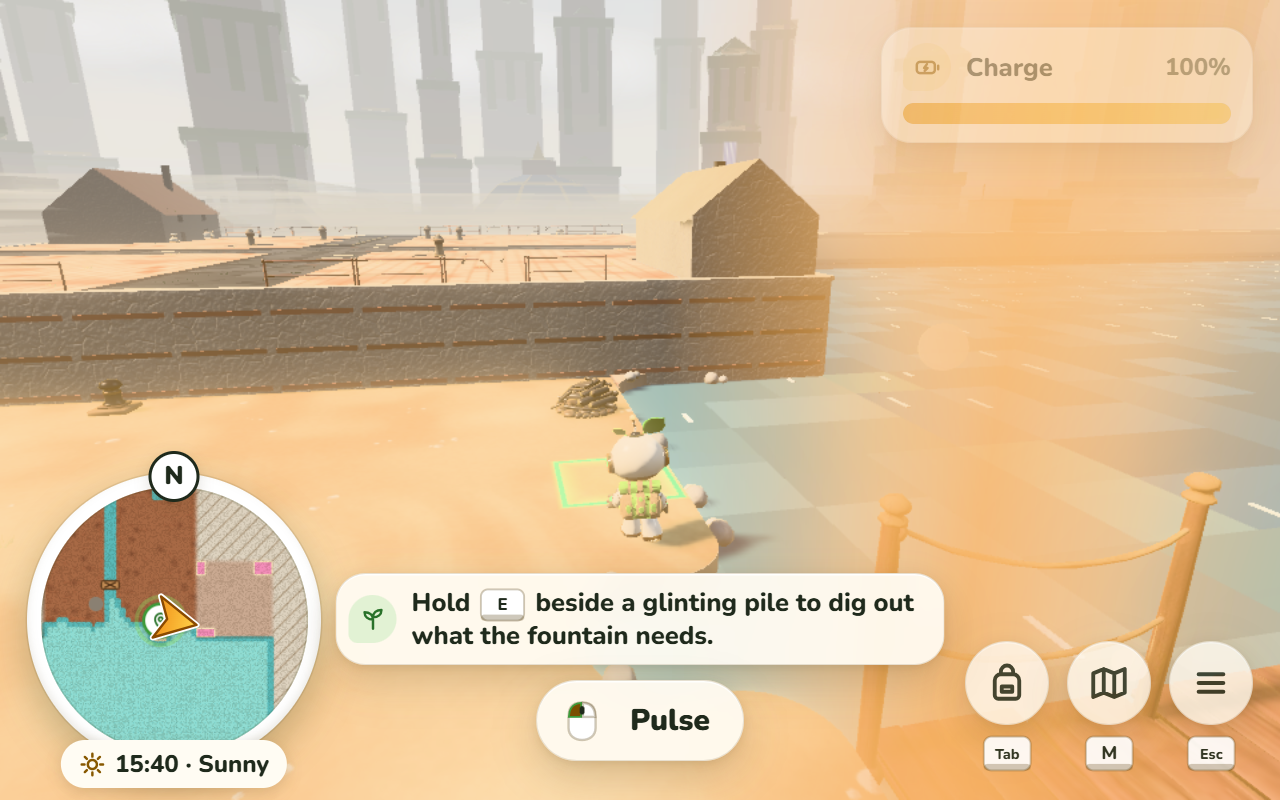 Charge 100%
N
Hold E beside a glinting pile to dig out
what the fountain needs.
Pulse
15:40 · Sunny
Tab
M
Esc